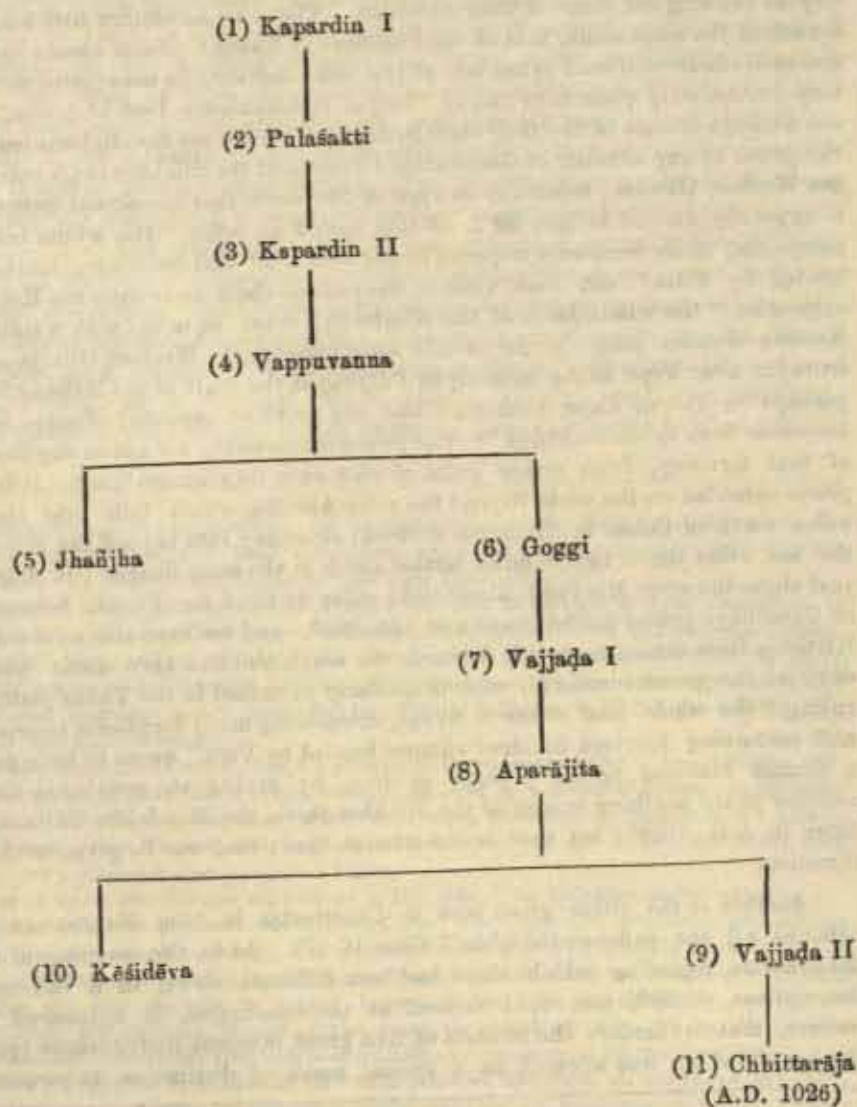 (1) Kapardin I
(2) Pulaśakti
(3) Kapardin II
(4) Vappuvanna
(5) Jhañjha
(6) Goggi
(7) Vajjaḍa I
(8) Aparājita
(10) Kēśidēva
(9) Vajjaḍa II
(11) Chhittarāja
(A.D. 1026)